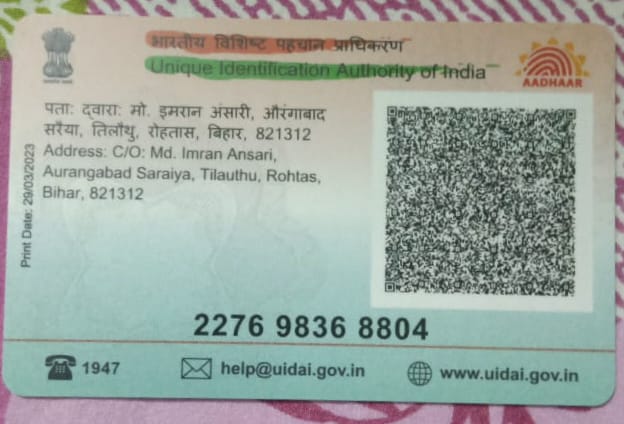 भारतीय विशिष्ट पहचान प्राधिकरण
Unique Identification Authority of India
AADHAAR
पता: द्वारा: मो. इमरान अंसारी, औरंगाबाद
सरैया, तिलौथु, रोहतास, बिहार, 821312
Address: C/O: Md. Imran Ansari,
Aurangabad Saraiya, Tilauthu, Rohtas,
Bihar, 821312
Print Date: 29/03/2023
2276 9836 8804
1947
help@uidai.gov.in
www.uidai.gov.in